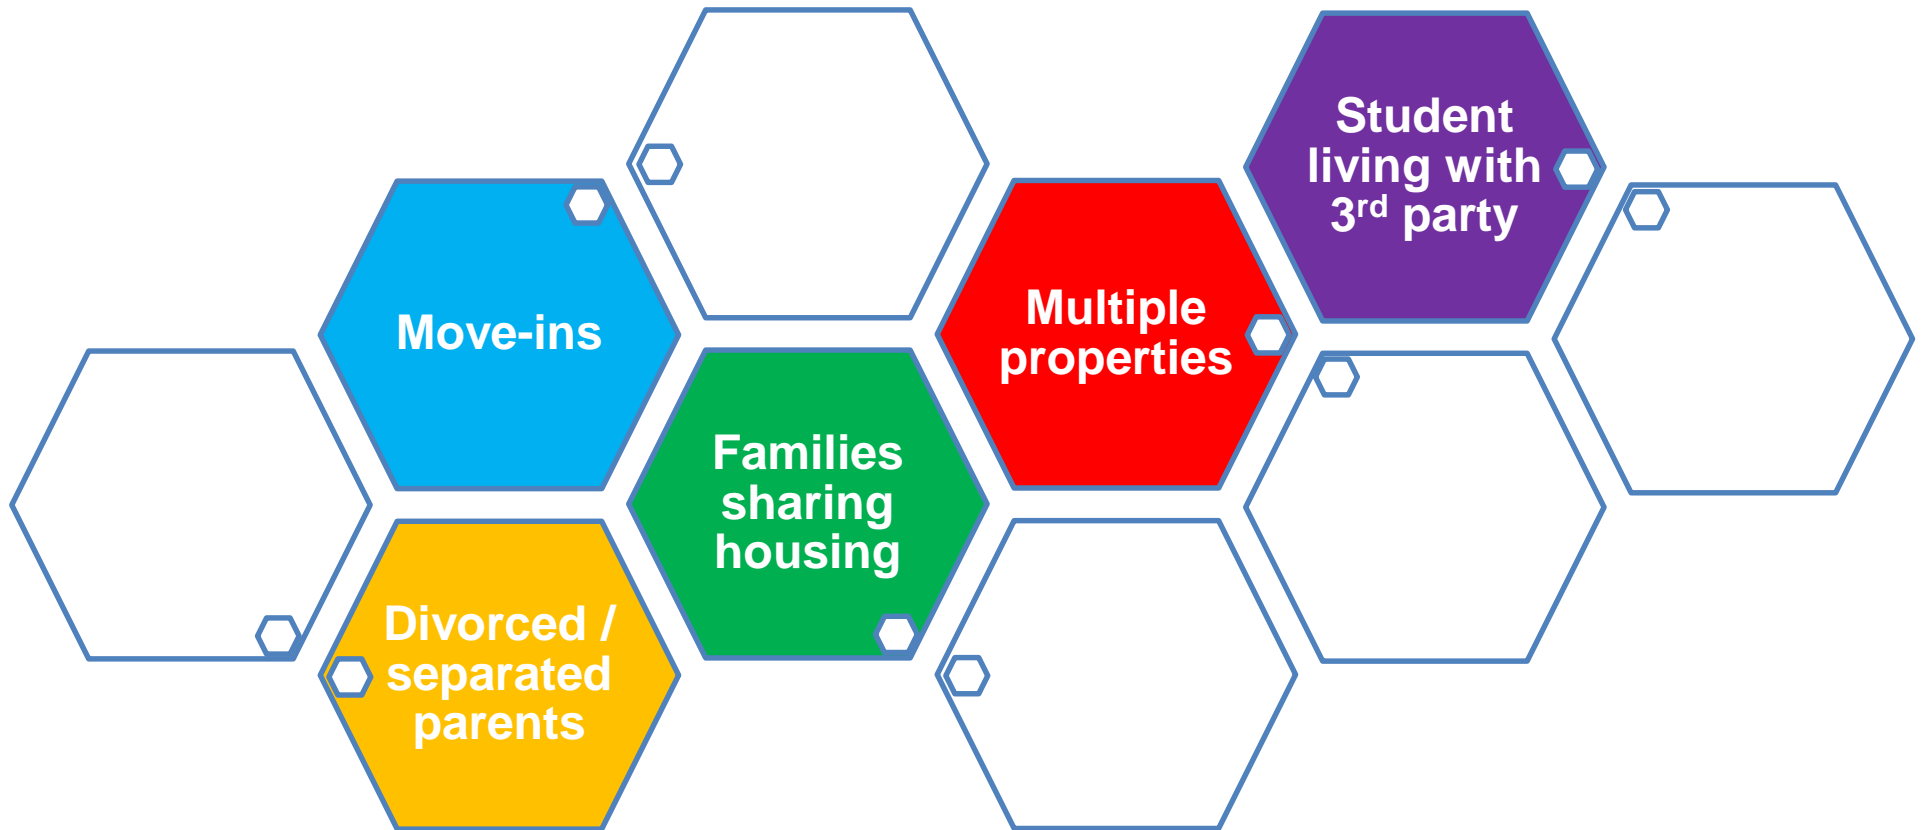 Student
living with
3rd party
Multiple
properties
Move-ins
Families
sharing
housing
Divorced /
separated
parents